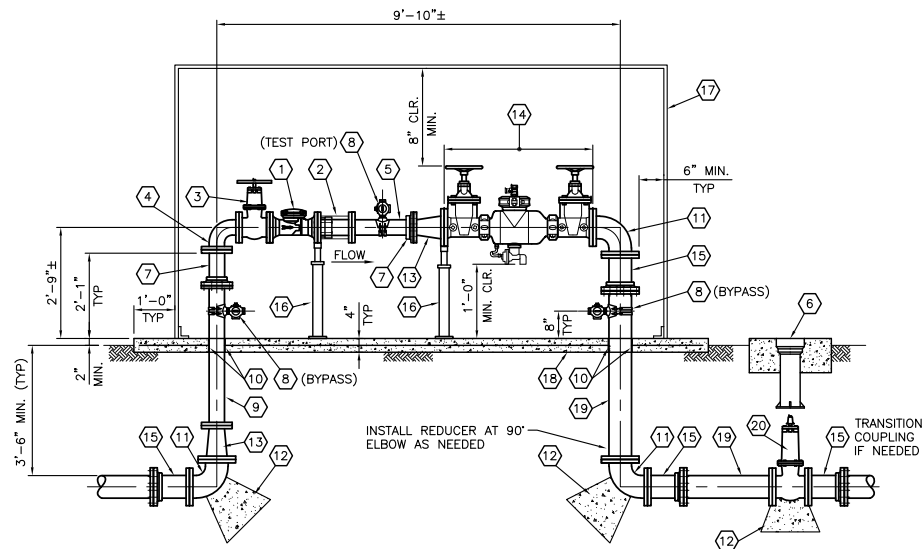 9'-10"±
17
8" CLR.
MIN.
14
(TEST PORT)
8
1
2
5
3
6" MIN.
TYP
4
11
7
FLOW
7
13
15
2'-9"±
2'-1"
TYP
1'-0"
TYP
16
4"
TYP
16
1'-0"
MIN. CLR.
8"
TYP
8 (BYPASS)
6
2"
MIN.
10
8 (BYPASS)
18
10
3'-6" MIN. (TYP)
9
19
20
INSTALL REDUCER AT 90°
ELBOW AS NEEDED
TRANSITION
COUPLING
IF NEEDED
15
11
13
12
12
11
15
19
15
12